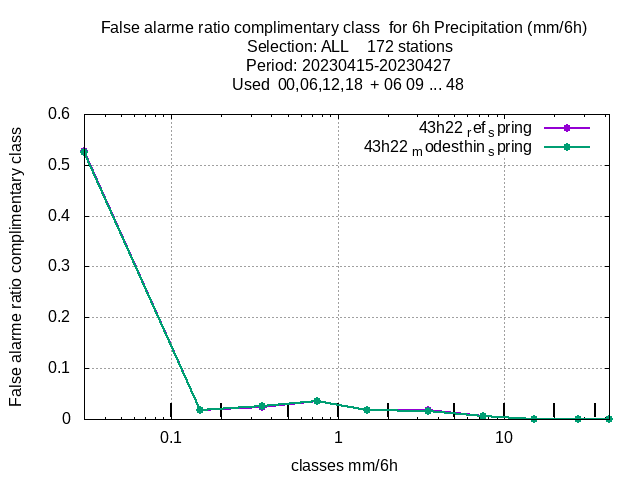 False alarme ratio complimentary class  for 6h Precipitation (mm/6h)
Selection: ALL    172 stations
Period: 20230415-20230427
Used  00,06,12,18  + 06 09 ... 48
43h22 ref spring
43h22 modesthin spring
False alarme ratio complimentary class
0.6
0.5
0.4
0.3
0.2
0.1
0
0.1
1
10
classes mm/6h